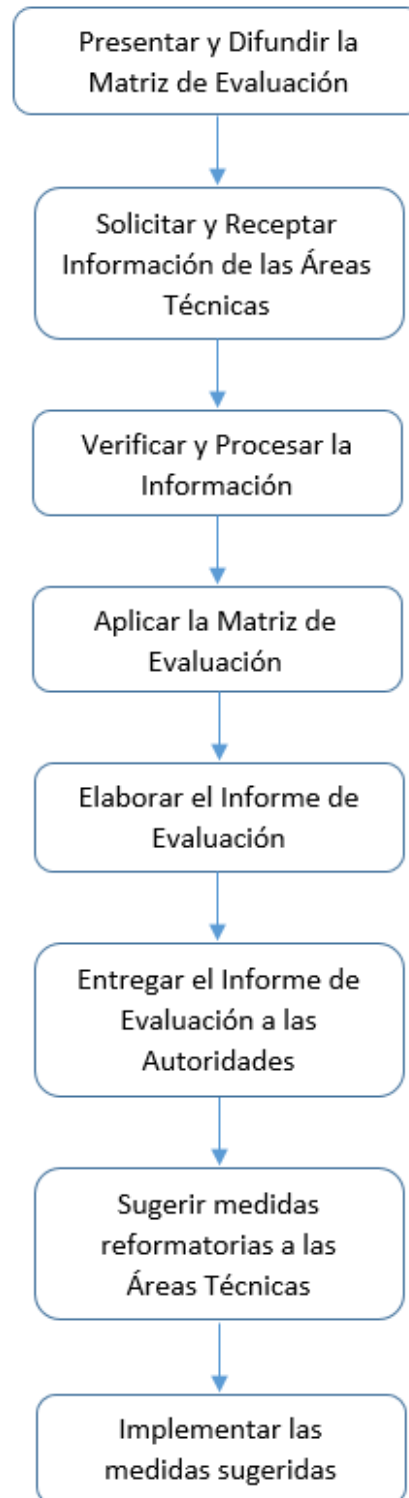 Presentar y Difundir la
Matriz de Evaluación
Solicitar y Receptar
Información de las Áreas
Técnicas
Verificar y Procesar la
Información
Aplicar la Matriz de
Evaluación
Elaborar el Informe de
Evaluación
Entregar el Informe de
Evaluación a las
Autoridades
Sugerir medidas
reformatorias a las
Áreas Técnicas
Implementar las
medidas sugeridas